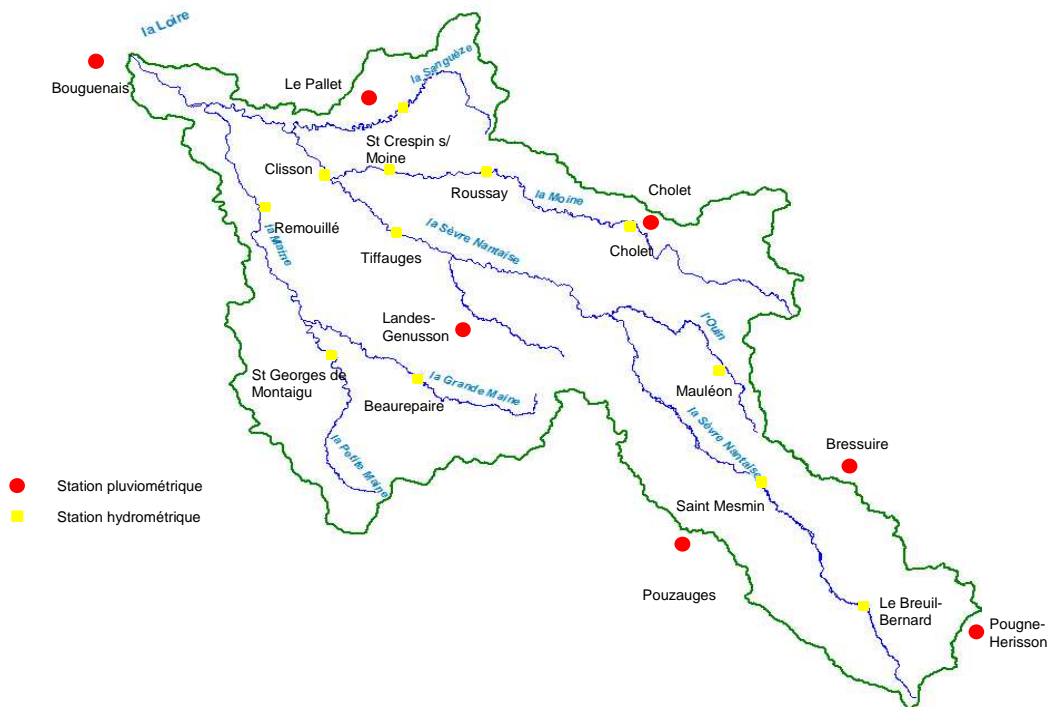 la Loire
Bouguenais
Le Pallet
la Sanguèze
St Crespin s/
Moine
Clisson
Roussay
la Moine
Cholet
Cholet
Remouillé
la Maine
Tiffauges
la Sèvre Nantaise
Landes-
Genusson
l'Ouin
St Georges de
Montaigu
Beaurepaire
la Grande Maine
Mauléon
la Petite Maine
la Sèvre Nantaise
Bressuire
Saint Mesmin
Station pluviométrique
Station hydrométrique
Pouzauges
Le Breuil-
Bernard
Pougne-
Herisson